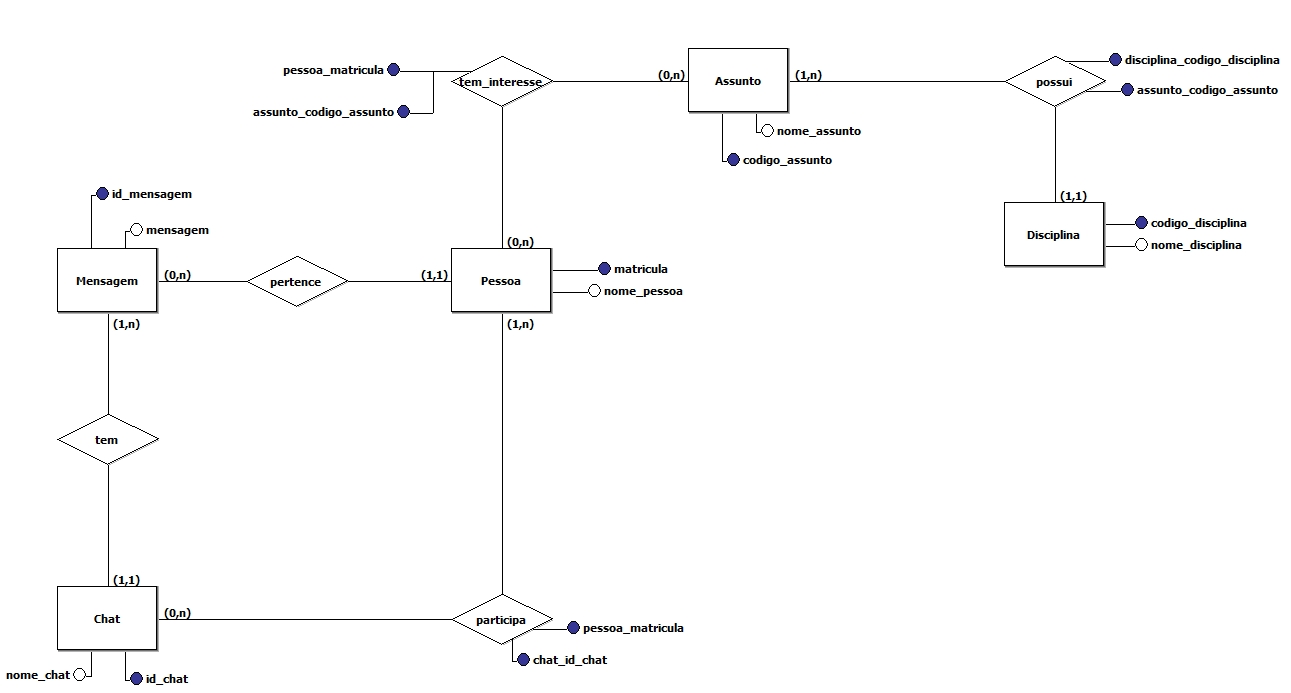 pessoa_matricula
tem_interesse
(0,n)
Assunto
(1,n)
possui
disciplina_codigo_disciplina
assunto_codigo_assunto
assunto_codigo_assunto
nome_assunto
codigo_assunto
id_mensagem
mensagem
(1,1)
Disciplina
codigo_disciplina
nome_disciplina
(0,n)
Mensagem
(0,n)
pertence
(1,1)
Pessoa
matricula
nome_pessoa
(1,n)
(1,n)
tem
(1,1)
Chat
(0,n)
participa
pessoa_matricula
chat_id_chat
nome_chat
id_chat